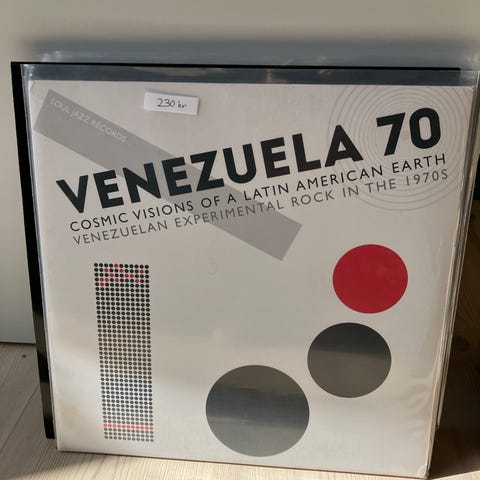 230 kr.
SOUL JAZZ RECORDS
VENEZUELA 70
COSMIC VISIONS OF A LATIN AMERICAN EARTH
VENEZUELAN EXPERIMENTAL ROCK IN THE 1970S